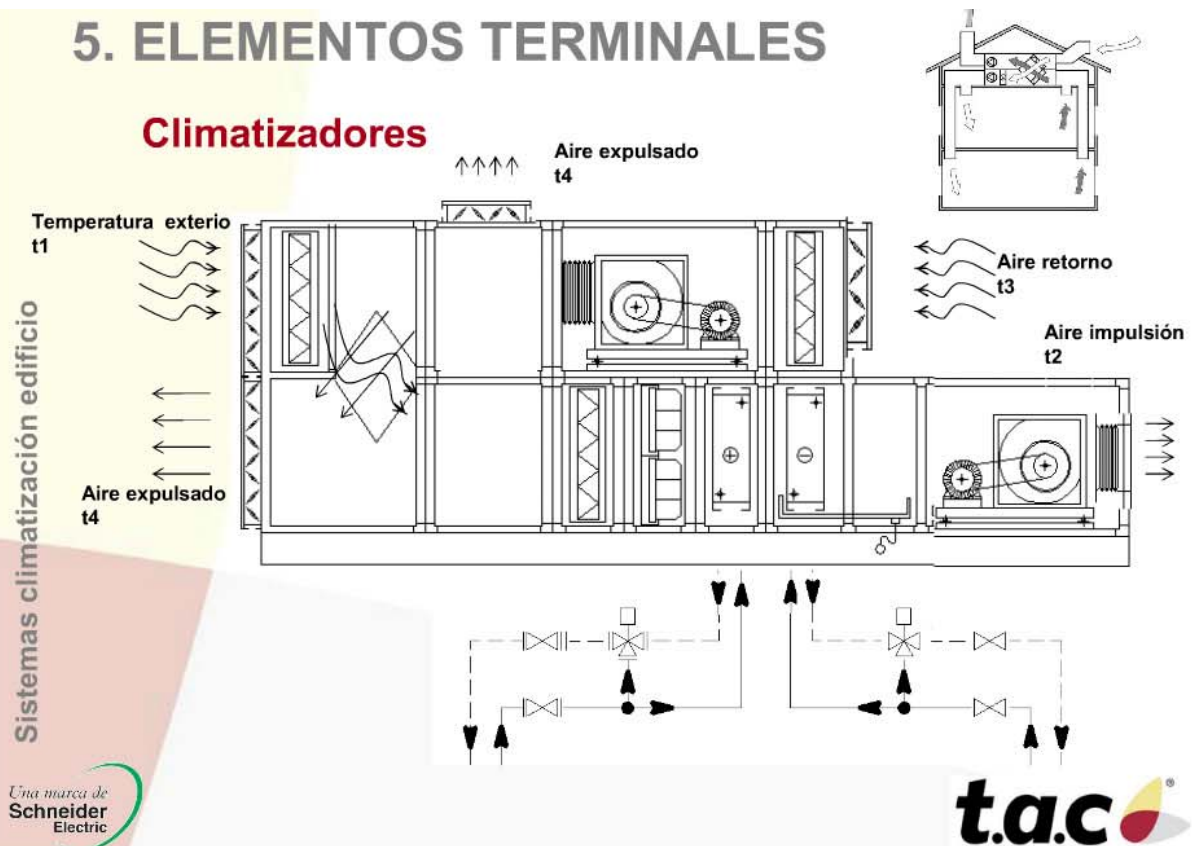 5. ELEMENTOS TERMINALES
Climatizadores
Aire expulsado
t4
Temperatura exterio
t1
Aire retorno
t3
Aire impulsión
t2
Aire expulsado
t4
Sistemas climatización edificio
Una marca de
Schneider
Electric
t.a.c®